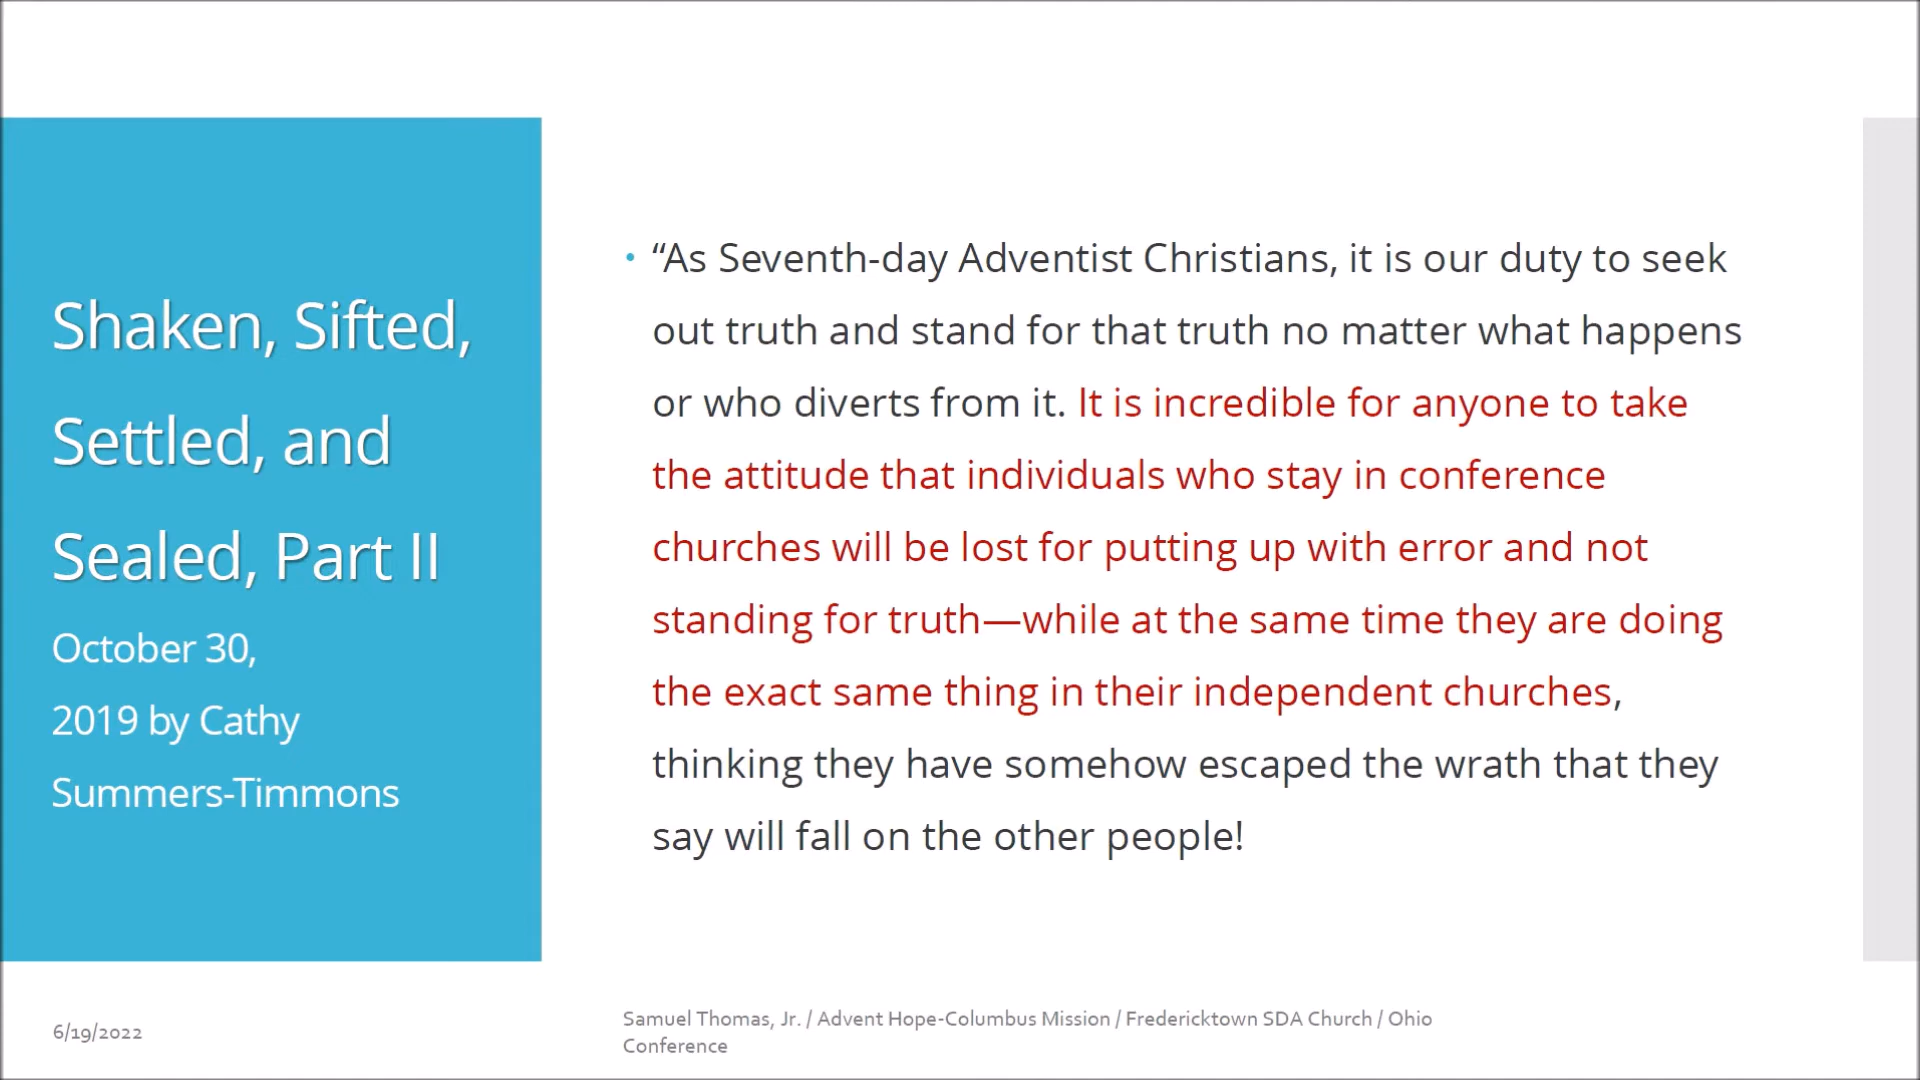 Shaken, Sifted,
Settled, and
Sealed, Part II
October 30,
2019 by Cathy
Summers-Timmons
• “As Seventh-day Adventist Christians, it is our duty to seek
out truth and stand for that truth no matter what happens
or who diverts from it. It is incredible for anyone to take
the attitude that individuals who stay in conference
churches will be lost for putting up with error and not
standing for truth—while at the same time they are doing
the exact same thing in their independent churches,
thinking they have somehow escaped the wrath that they
say will fall on the other people!
6/19/2022
Samuel Thomas, Jr. / Advent Hope-Columbus Mission / Fredericktown SDA Church / Ohio
Conference